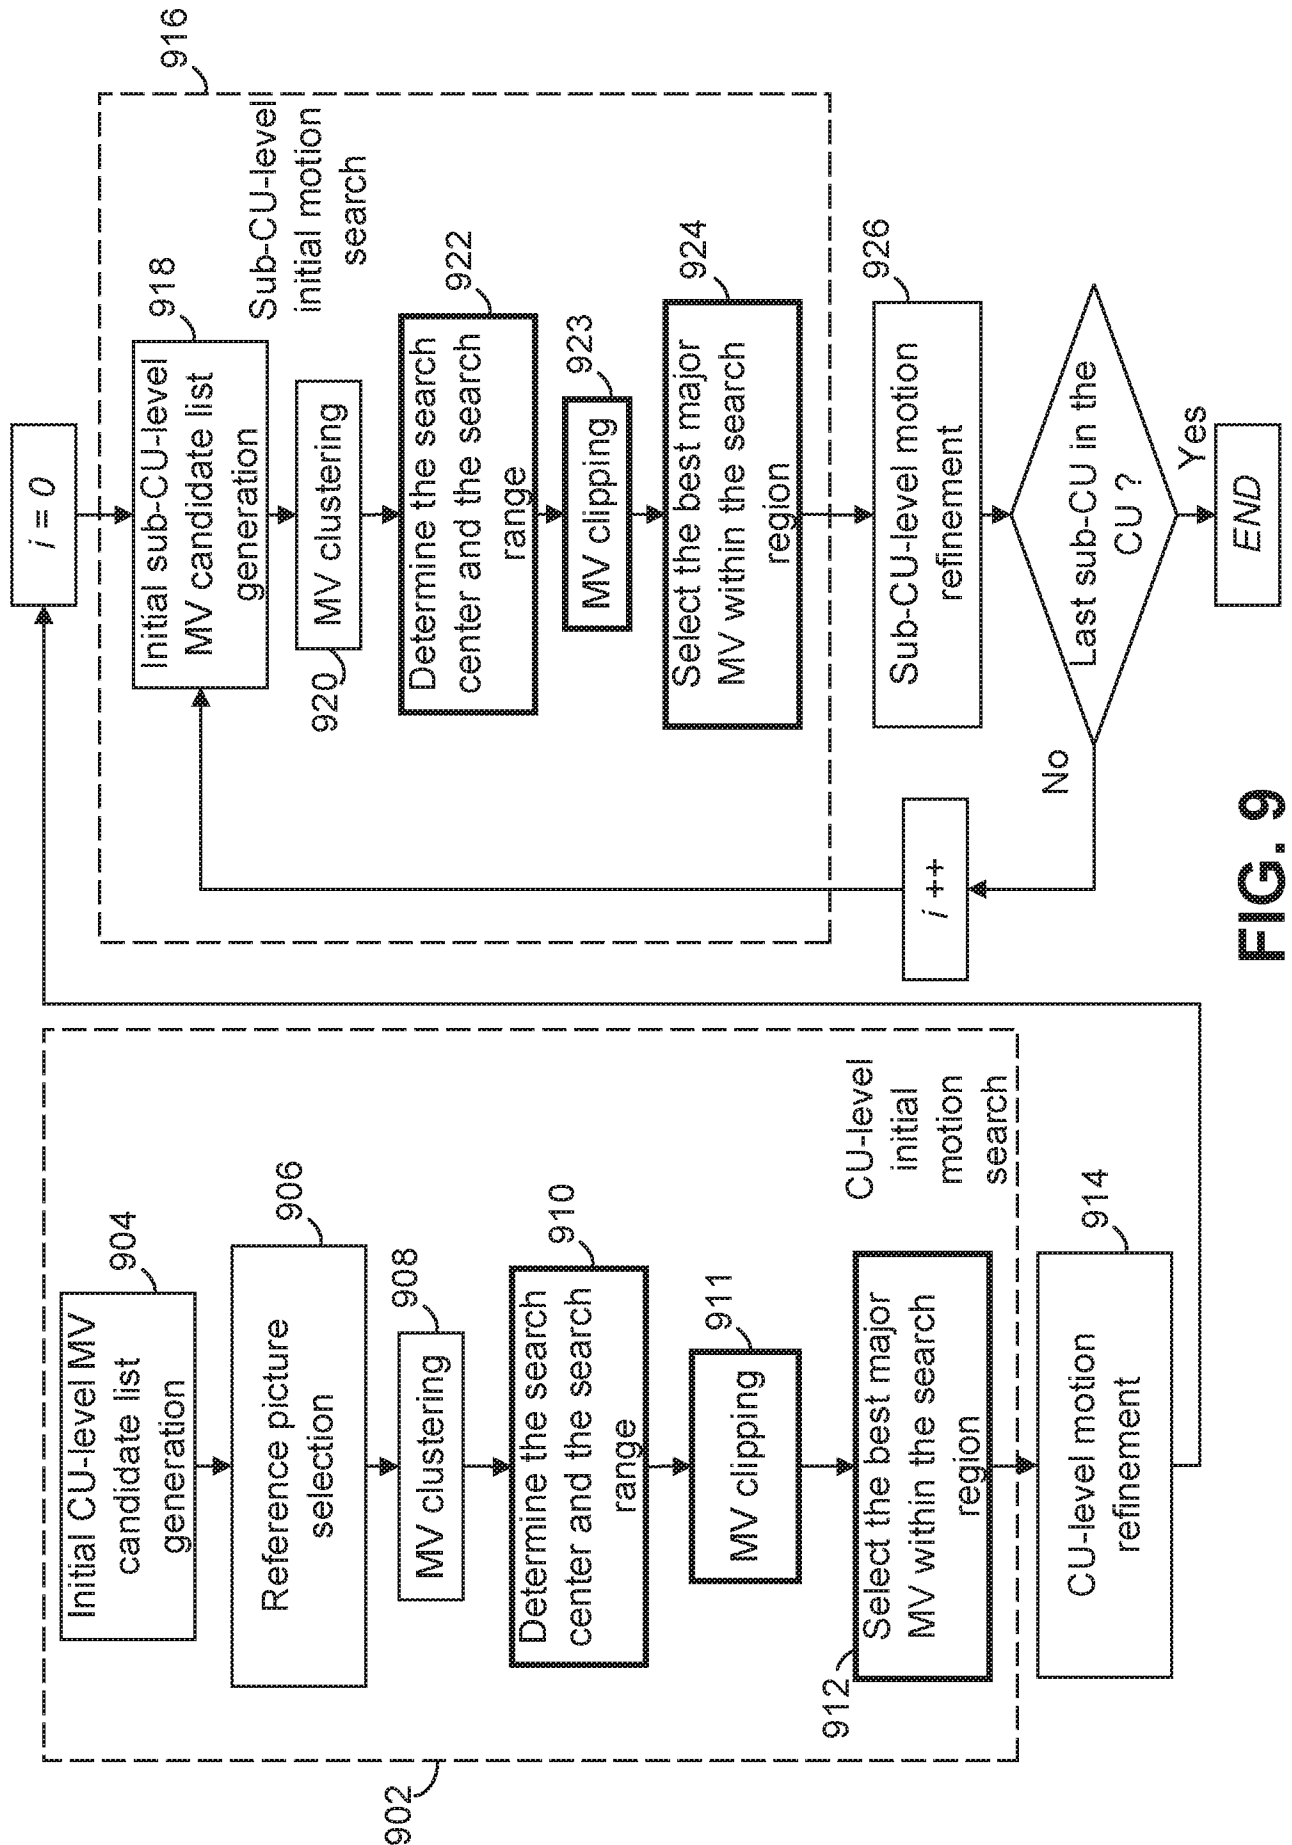 902
904
Initial CU-level MV
candidate list
generation
906
Reference picture
selection
908
MV clustering
910
Determine the search
center and the search
range
911
MV clipping
912
Select the best major
MV within the search
region
CU-level
initial
motion
search
914
CU-level motion
refinement
i = 0
916
Sub-CU-level
initial motion
search
918
Initial sub-CU-level
MV candidate list
generation
920
MV clustering
922
Determine the search
center and the search
range
923
MV clipping
924
Select the best major
MV within the search
region
926
Sub-CU-level motion
refinement
Last sub-CU in the
CU ?
No
i ++
Yes
END
FIG. 9